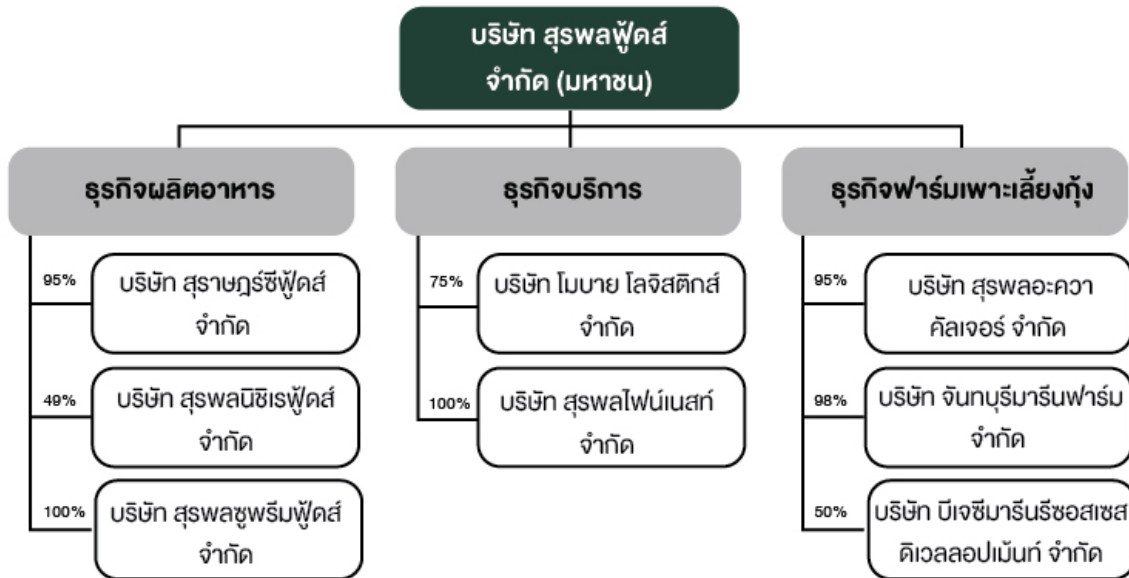 บริษัท สุรพลฟู้ดส์
จำกัด (มหาชน)
ธุรกิจผลิตอาหาร
95%
บริษัท สุราษฎร์ซีฟู้ดส์
จำกัด
49%
บริษัท สุรพลนิชิเรฟู้ดส์
จำกัด
100%
บริษัท สุรพลซูพรีมฟู้ดส์
จำกัด
ธุรกิจบริการ
75%
บริษัท โมบาย โลจิสติกส์
จำกัด
100%
บริษัท สุรพลไฟน์เนสท์
จำกัด
ธุรกิจฟาร์มเพาะเลี้ยงกุ้ง
95%
บริษัท สุรพลอะควา
คัลเจอร์ จำกัด
98%
บริษัท จันทบุรีมารีนฟาร์ม
จำกัด
50%
บริษัท บีเจซีมารีนรีซอสเซส
ดิเวลลอปเม้นท์ จำกัด